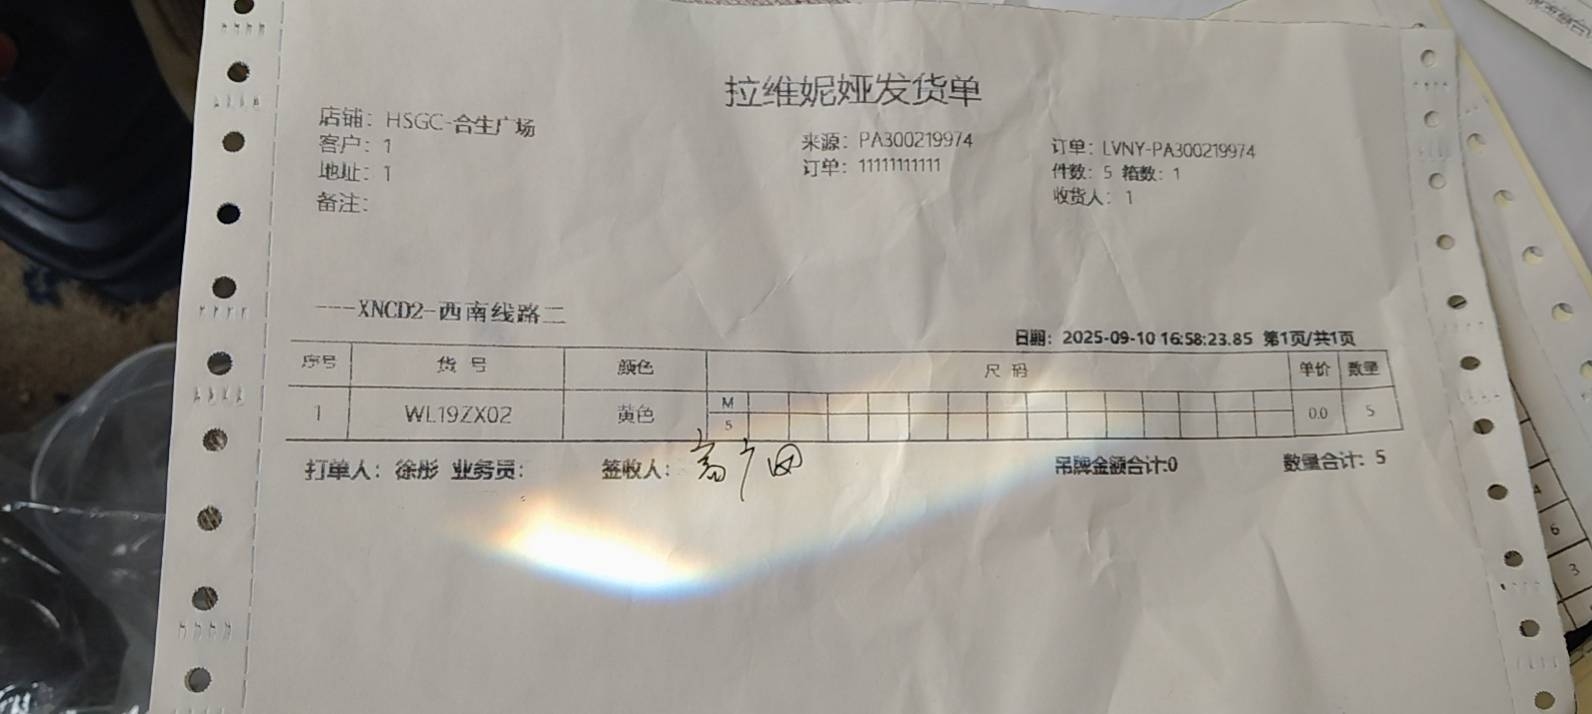 拉维妮娅发货单
店铺: HSGC-合生广场
来源: PA300219974
订单: LVNY-PA300219974
客户: 1
订单: 11111111111
件数: 5 箱数: 1
地址: 1
收货人: 1
备注:
----XNCD2-西南线路二
日期: 2025-09-10 16:58:23.85 第1页/共1页
序号 货 号 颜色 尺 码 单价 数量
1 WL19ZX02 黄色 M 5 0.0 5
打单人: 徐彤 业务员: 签收人: 吊牌金额合计:0 数量合计: 5
6
3